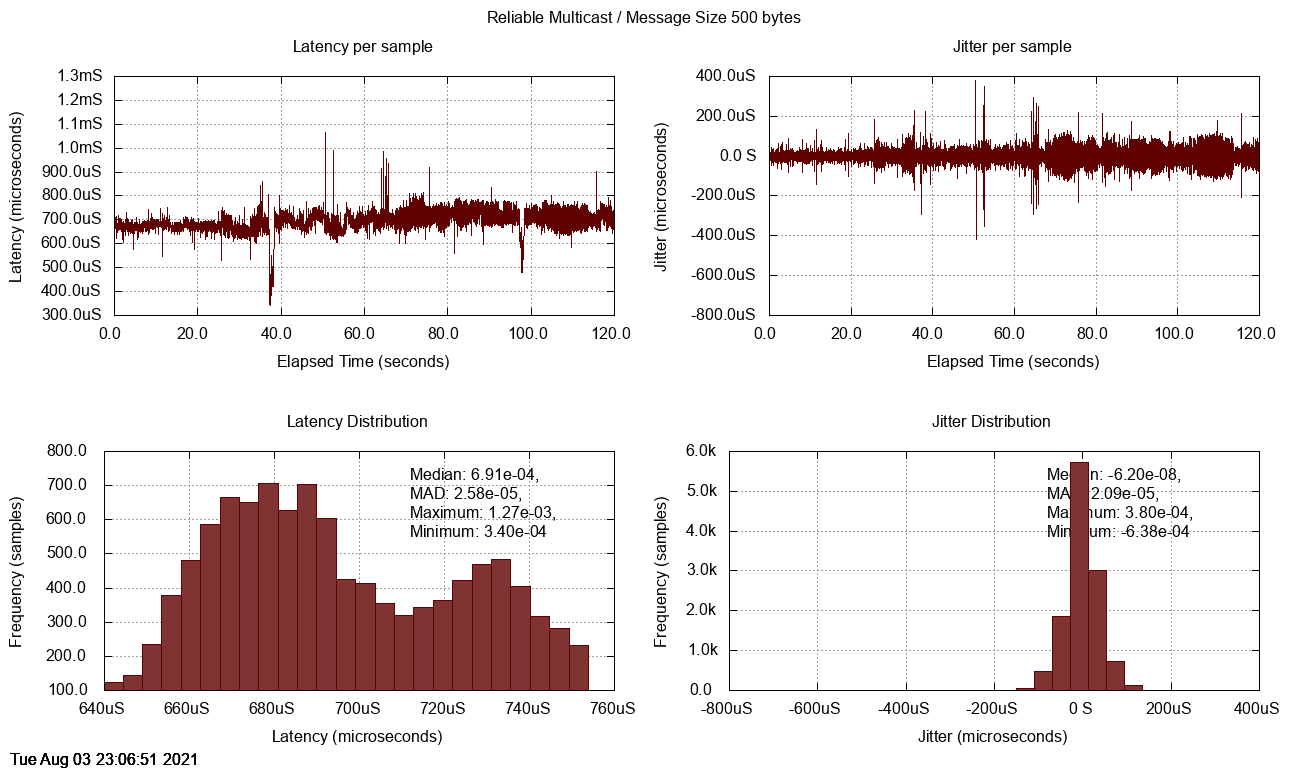 Reliable Multicast / Message Size 500 bytes
Latency per sample
Latency (microseconds)
1.3mS
1.2mS
1.1mS
1.0mS
900.0uS
800.0uS
700.0uS
600.0uS
500.0uS
400.0uS
300.0uS
0.0 20.0 40.0 60.0 80.0 100.0 120.0
Elapsed Time (seconds)
Jitter per sample
Jitter (microseconds)
400.0uS
200.0uS
0.0 S
-200.0uS
-400.0uS
-600.0uS
-800.0uS
0.0 20.0 40.0 60.0 80.0 100.0 120.0
Elapsed Time (seconds)
Latency Distribution
Frequency (samples)
800.0
700.0
600.0
500.0
400.0
300.0
200.0
100.0
Median: 6.91e-04,
MAD: 2.58e-05,
Maximum: 1.27e-03,
Minimum: 3.40e-04
640uS 660uS 680uS 700uS 720uS 740uS 760uS
Latency (microseconds)
Jitter Distribution
Frequency (samples)
6.0k
5.0k
4.0k
3.0k
2.0k
1.0k
0.0
Median: -6.20e-08,
MAD: 2.09e-05,
Maximum: 3.80e-04,
Minimum: -6.38e-04
-800uS -600uS -400uS -200uS 0 S 200uS 400uS
Jitter (microseconds)
Tue Aug 03 23:06:51 2021